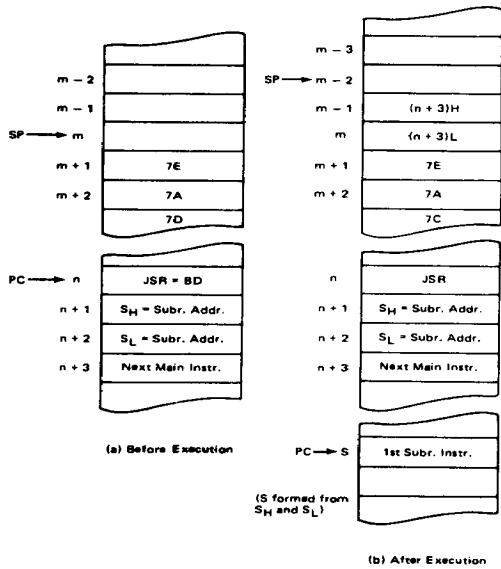 m – 2
m – 1
SP → m
m + 1 7E
m + 2 7A
7D
PC → n JSR = BD
n + 1 SH = Subr. Addr.
n + 2 SL = Subr. Addr.
n + 3 Next Main Instr.
(a) Before Execution
m – 3
SP → m – 2
m – 1 (n + 3)H
m (n + 3)L
m + 1 7E
m + 2 7A
7C
n JSR
n + 1 SH = Subr. Addr.
n + 2 SL = Subr. Addr.
n + 3 Next Main Instr.
PC → S 1st Subr. Instr.
(S formed from
SH and SL)
(b) After Execution